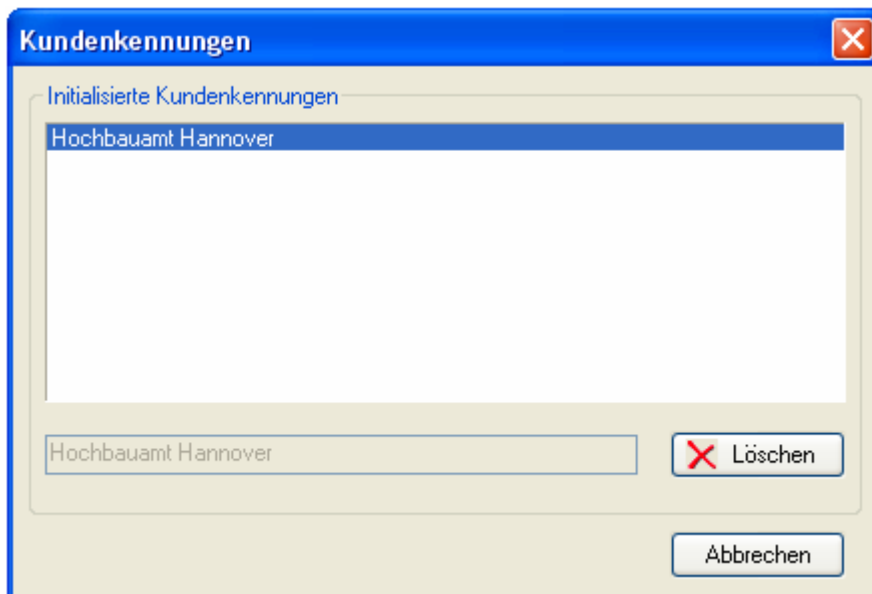 Kundenkennungen
Initialisierte Kundenkennungen
Hochbauamt Hannover
Hochbauamt Hannover
Löschen
Abbrechen